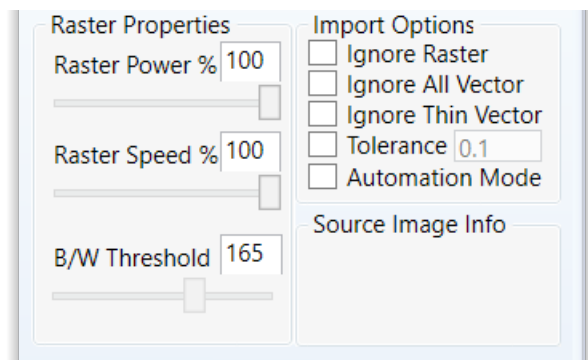 Raster Properties
Raster Power % 100
Raster Speed % 100
B/W Threshold 165
Import Options
Ignore Raster
Ignore All Vector
Ignore Thin Vector
Tolerance 0.1
Automation Mode
Source Image Info